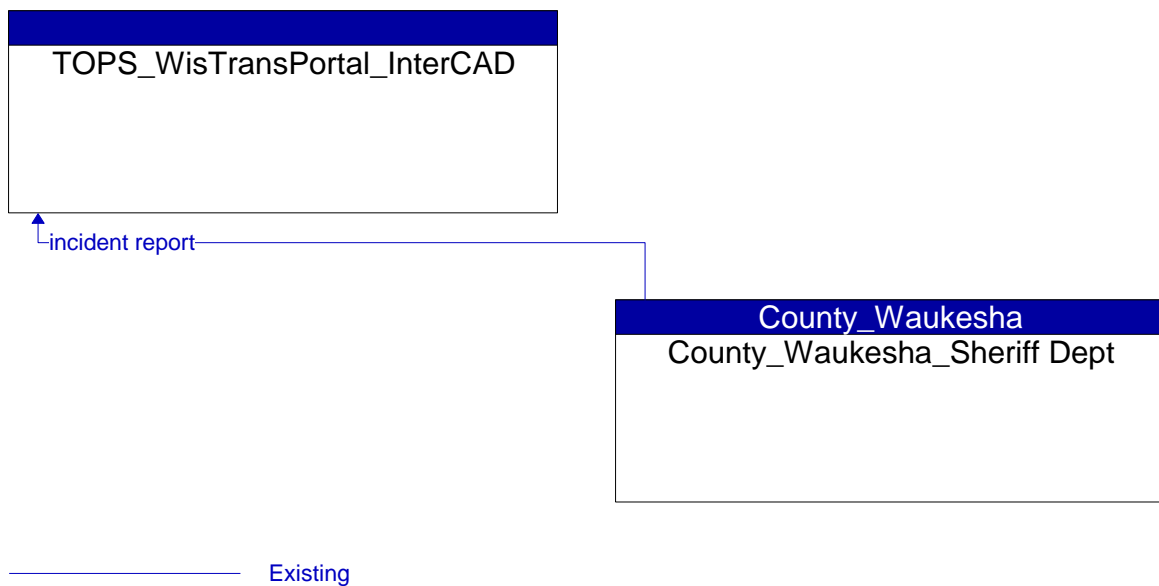 TOPS_WisTransPortal_InterCAD
incident report
County_Waukesha
County_Waukesha_Sheriff Dept
Existing